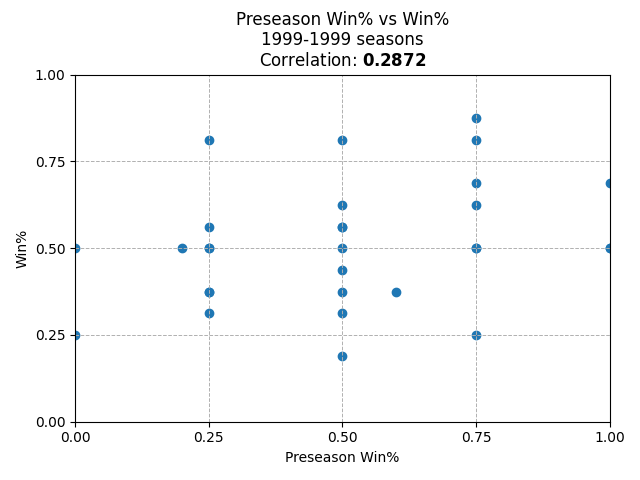 Preseason Win% vs Win%
1999-1999 seasons
Correlation: 0.2872
1.00
0.75
Win%
0.50
0.25
0.00
0.00 0.25 0.50 0.75 1.00
Preseason Win%